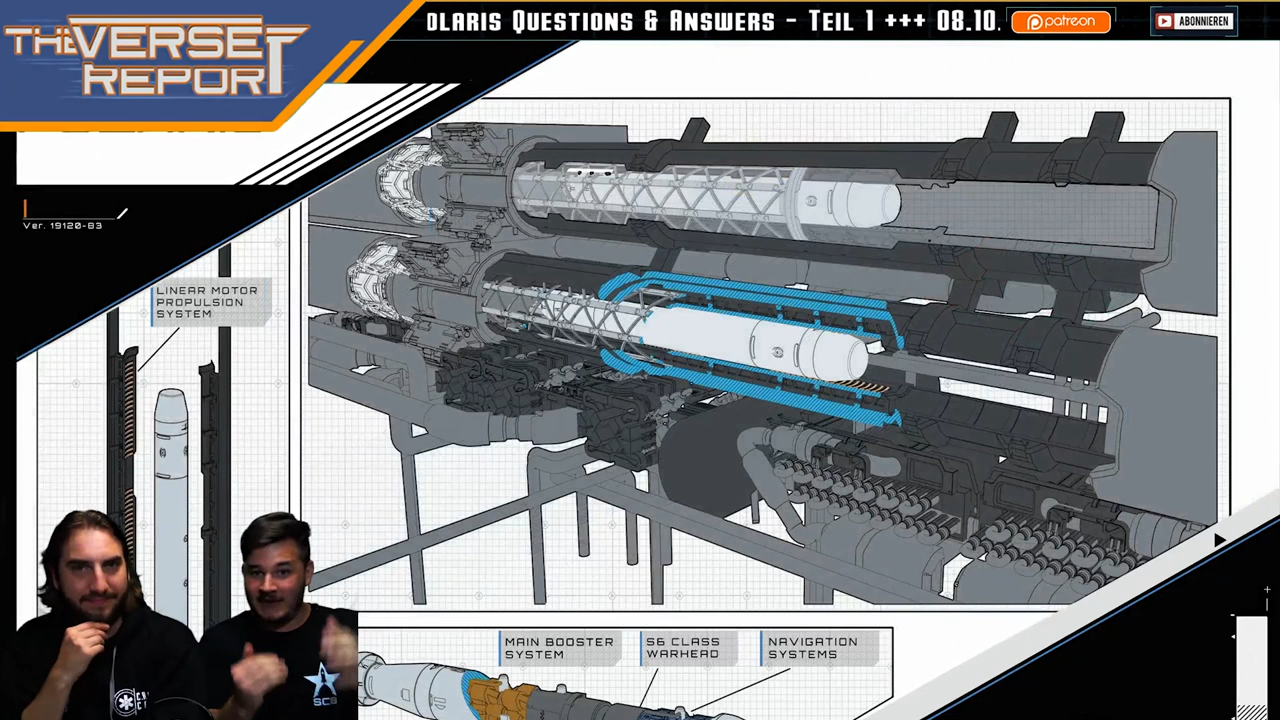 THE VERSE
REPORT
OLARIS QUESTIONS & ANSWERS - TEIL 1 +++ 08.10.
patreon
ABONNIEREN
Ver. 19120-83
LINEAR MOTOR
PROPULSION
SYSTEM
MAIN BOOSTER
SYSTEM
S6 CLASS
WARHEAD
NAVIGATION
SYSTEMS